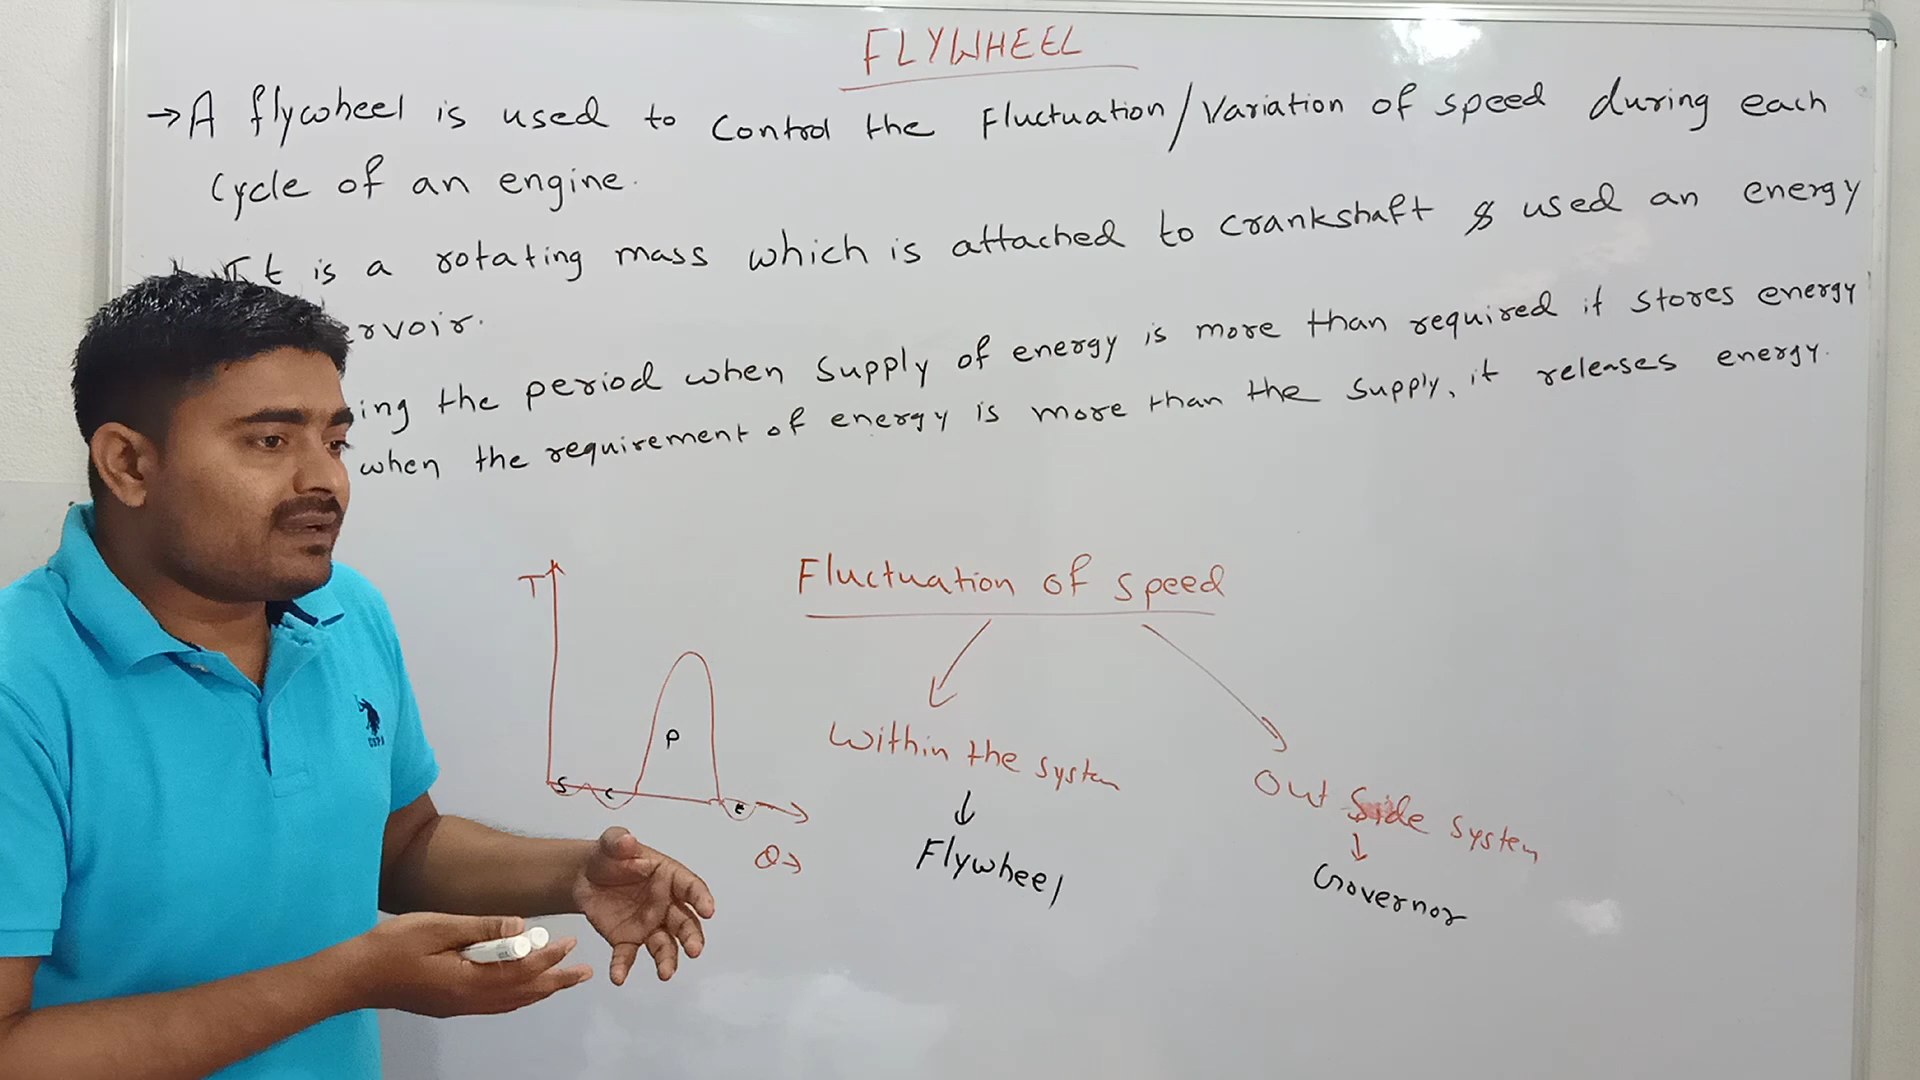 FLYWHEEL
→ A flywheel is used to control the Fluctuation/Variation of speed during each
cycle of an engine.
It is a rotating mass which is attached to crankshaft & used an energy
ervoir.
ing the period when supply of energy is more than required it stores energy
when the requirement of energy is more than the supply, it releases energy.
Fluctuation of speed
T
P
S C E
θ→
Within the system
Out Side System
Flywheel
Governor
USPA